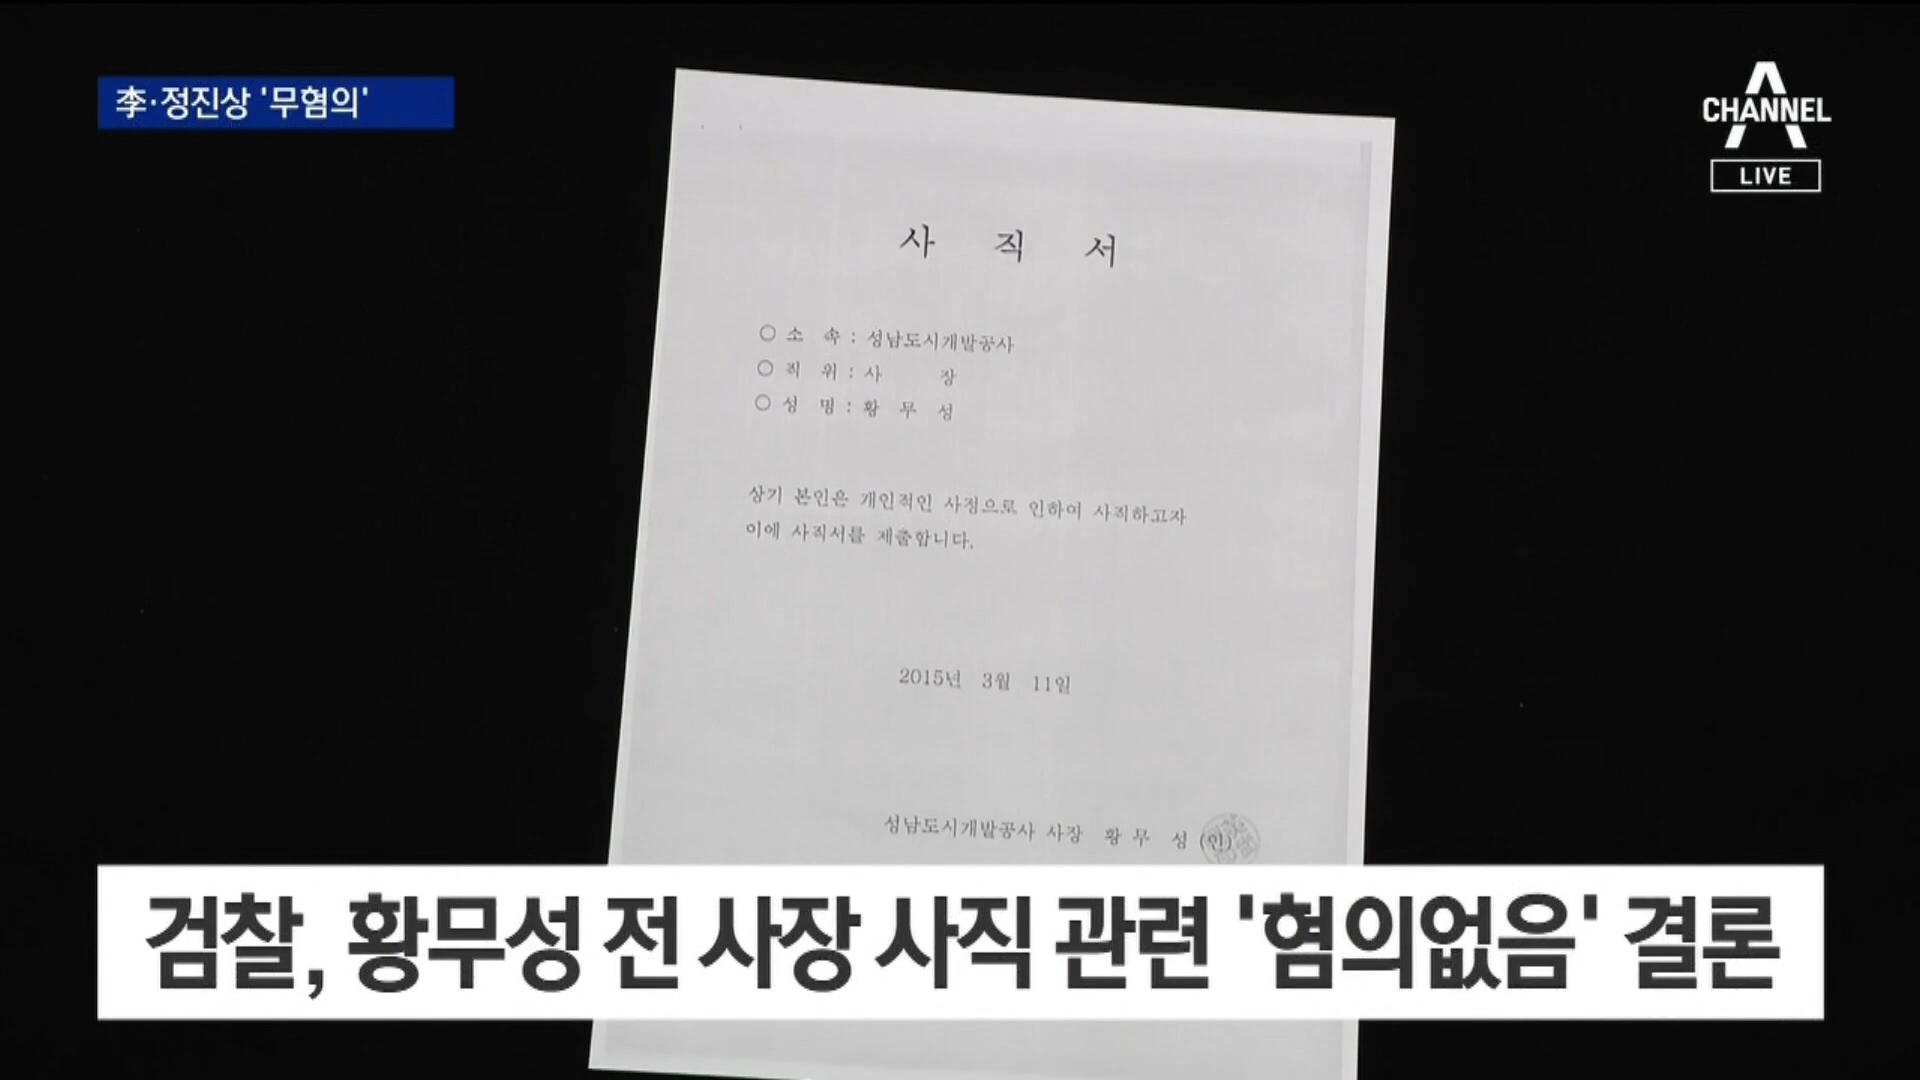 李·정진상 '무혐의'
CHANNEL A
LIVE
사 직 서
○ 소 속 : 성남도시개발공사
○ 직 위 : 사 장
○ 성 명 : 황 무 성
상기 본인은 개인적인 사정으로 인하여 사직하고자
이에 사직서를 제출합니다.
2015년 3월 11일
성남도시개발공사 사장 황 무 성 (인)
검찰, 황무성 전 사장 사직 관련 '혐의없음' 결론